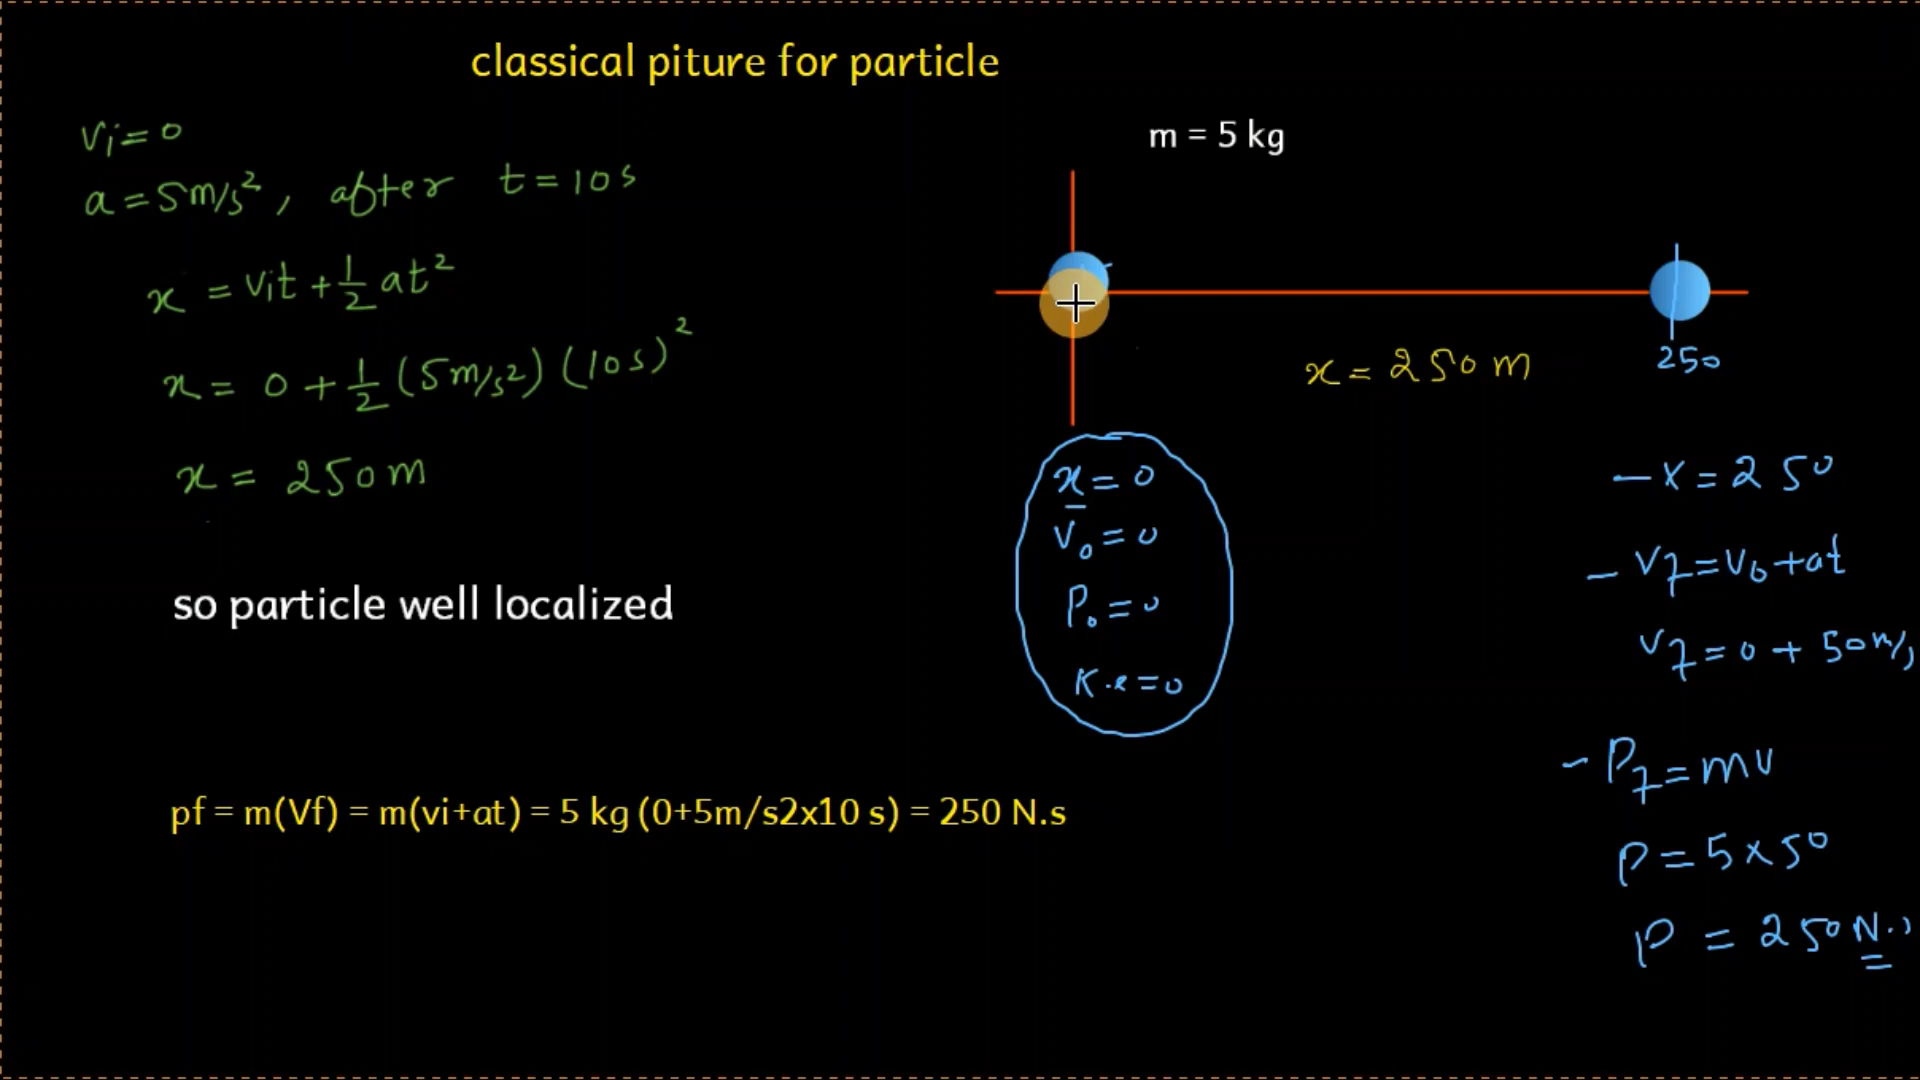 classical piture for particle
vi = 0
a = 5m/s², after t = 10s
x = vit + 1/2 at²
x = 0 + 1/2 (5m/s²) (10s)²
x = 250m
so particle well localized
pf = m(Vf) = m(vi+at) = 5 kg (0+5m/s2x10 s) = 250 N.s
m = 5 kg
x = 250 m
250
x = 0
V₀ = 0
P₀ = 0
K.e = 0
- X = 250
- Vf = V₀ + at
Vf = 0 + 50m/s
- Pf = mv
P = 5 x 50
P = 250 N.s